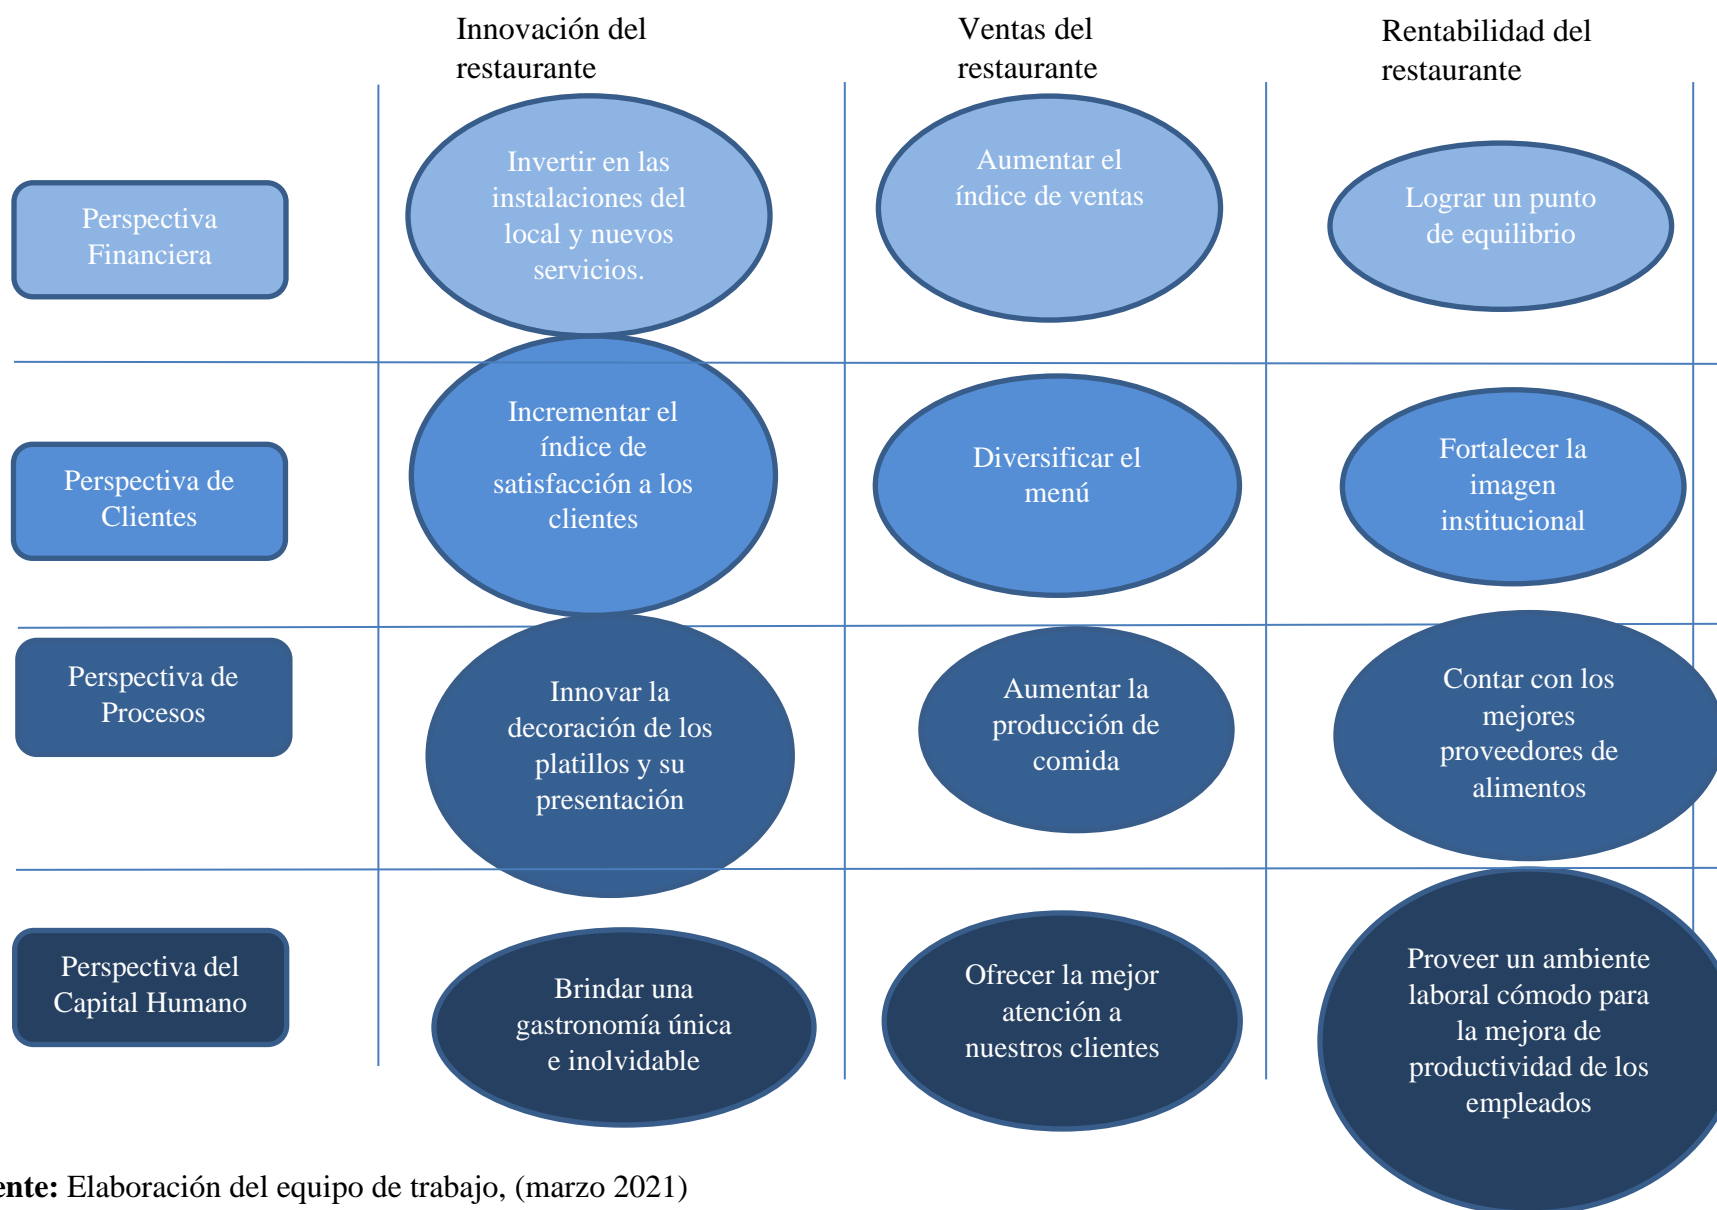 Innovación del
restaurante
Ventas del
restaurante
Rentabilidad del
restaurante
Perspectiva
Financiera
Invertir en las
instalaciones del
local y nuevos
servicios.
Aumentar el
índice de ventas
Lograr un punto
de equilibrio
Perspectiva de
Clientes
Incrementar el
índice de
satisfacción a los
clientes
Diversificar el
menú
Fortalecer la
imagen
institucional
Perspectiva de
Procesos
Innovar la
decoración de los
platillos y su
presentación
Aumentar la
producción de
comida
Contar con los
mejores
proveedores de
alimentos
Perspectiva del
Capital Humano
Brindar una
gastronomía única
e inolvidable
Ofrecer la mejor
atención a
nuestros clientes
Proveer un ambiente
laboral cómodo para
la mejora de
productividad de los
empleados
ente: Elaboración del equipo de trabajo, (marzo 2021)